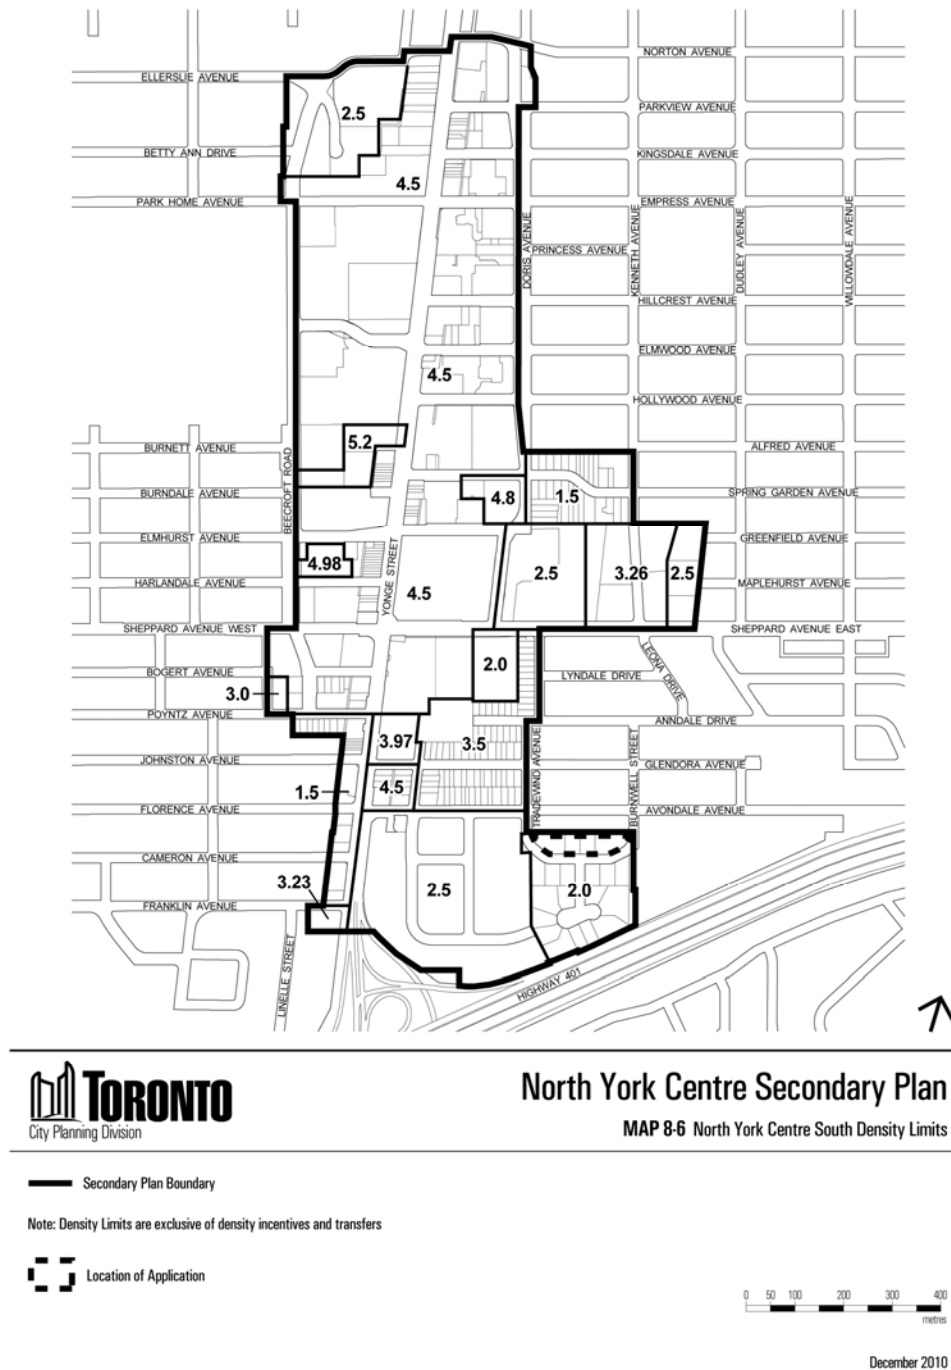 NORTON AVENUE
ELLERSLIE AVENUE
2.5
PARKVIEW AVENUE
BETTY ANN DRIVE
KINGSDALE AVENUE
4.5
PARK HOME AVENUE
EMPRESS AVENUE
DORIS AVENUE
KENNETH AVENUE
DUDLEY AVENUE
WILLOWDALE AVENUE
PRINCESS AVENUE
HILLCREST AVENUE
ELMWOOD AVENUE
4.5
HOLLYWOOD AVENUE
5.2
BURNETT AVENUE
ALFRED AVENUE
BEECROFT ROAD
BURNDALE AVENUE
4.8
1.5
SPRING GARDEN AVENUE
ELMHURST AVENUE
GREENFIELD AVENUE
YONGE STREET
4.98
2.5
3.26
2.5
HARLANDALE AVENUE
MAPLEHURST AVENUE
4.5
SHEPPARD AVENUE WEST
SHEPPARD AVENUE EAST
2.0
LEONA DRIVE
BOGERT AVENUE
LYNDALE DRIVE
3.0
POYNTZ AVENUE
ANNDALE DRIVE
3.97
3.5
JOHNSTON AVENUE
TRADEWIND AVENUE
BURNWELL STREET
GLENDORA AVENUE
4.5
1.5
FLORENCE AVENUE
AVONDALE AVENUE
CAMERON AVENUE
3.23
2.5
2.0
FRANKLIN AVENUE
LINELLE STREET
HIGHWAY 401
TORONTO
City Planning Division
North York Centre Secondary Plan
MAP 8-6 North York Centre South Density Limits
Secondary Plan Boundary
Note: Density Limits are exclusive of density incentives and transfers
Location of Application
0 50 100 200 300 400
metres
December 2010